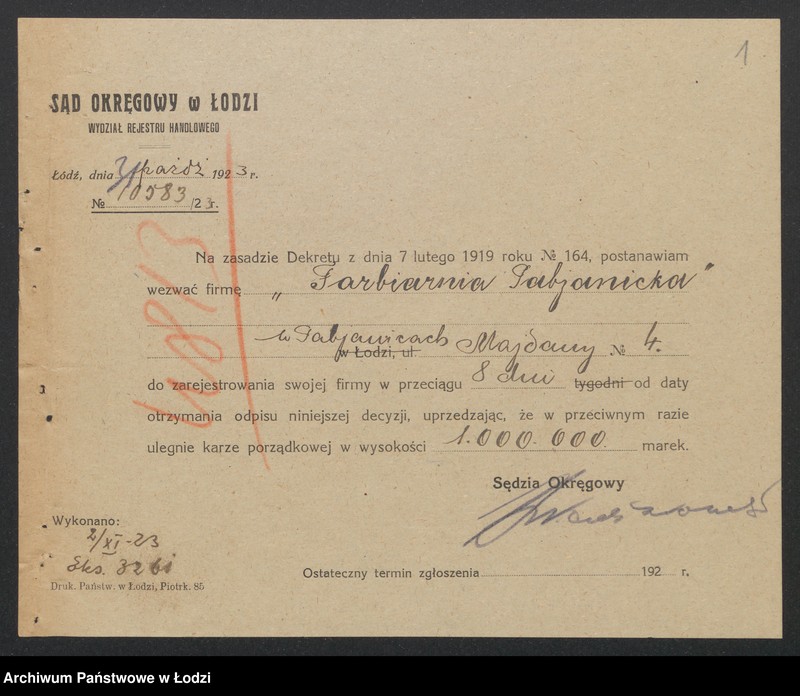 1
SĄD OKRĘGOWY w ŁODZI
WYDZIAŁ REJESTRU HANDLOWEGO
Łódź, dnia 31 paźdź 1923 r.
№ 10583/23 r.
Na zasadzie Dekretu z dnia 7 lutego 1919 roku № 164, postanawiam
wezwać firmę „Farbiarnia Pabjanicka"
w Pabjanicach
w Łodzi, ul. Majdany № 4.
do zarejestrowania swojej firmy w przeciągu 8 dni tygodni od daty
otrzymania odpisu niniejszej decyzji, uprzedzając, że w przeciwnym razie
ulegnie karze porządkowej w wysokości 1.000.000 marek.
Sędzia Okręgowy
Wykonano:
2/XI-23
Ostateczny termin zgłoszenia 192 r.
Druk. Państw. w Łodzi, Piotrk. 85
Archiwum Państwowe w Łodzi